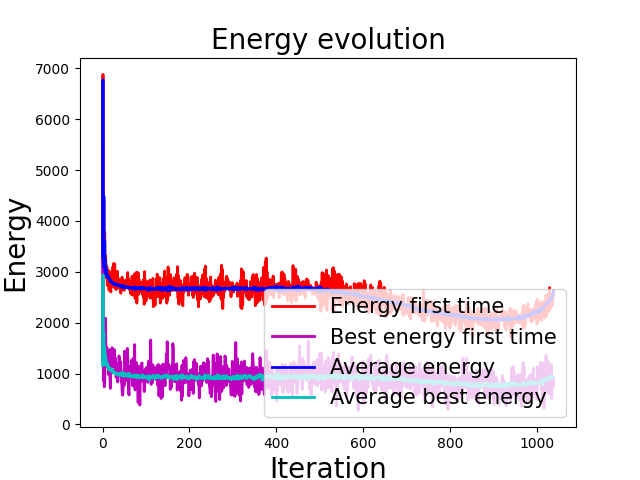 Energy evolution
7000
6000
5000
4000
3000
2000
1000
0
Energy
Energy first time
Best energy first time
Average energy
Average best energy
0 200 400 600 800 1000
Iteration